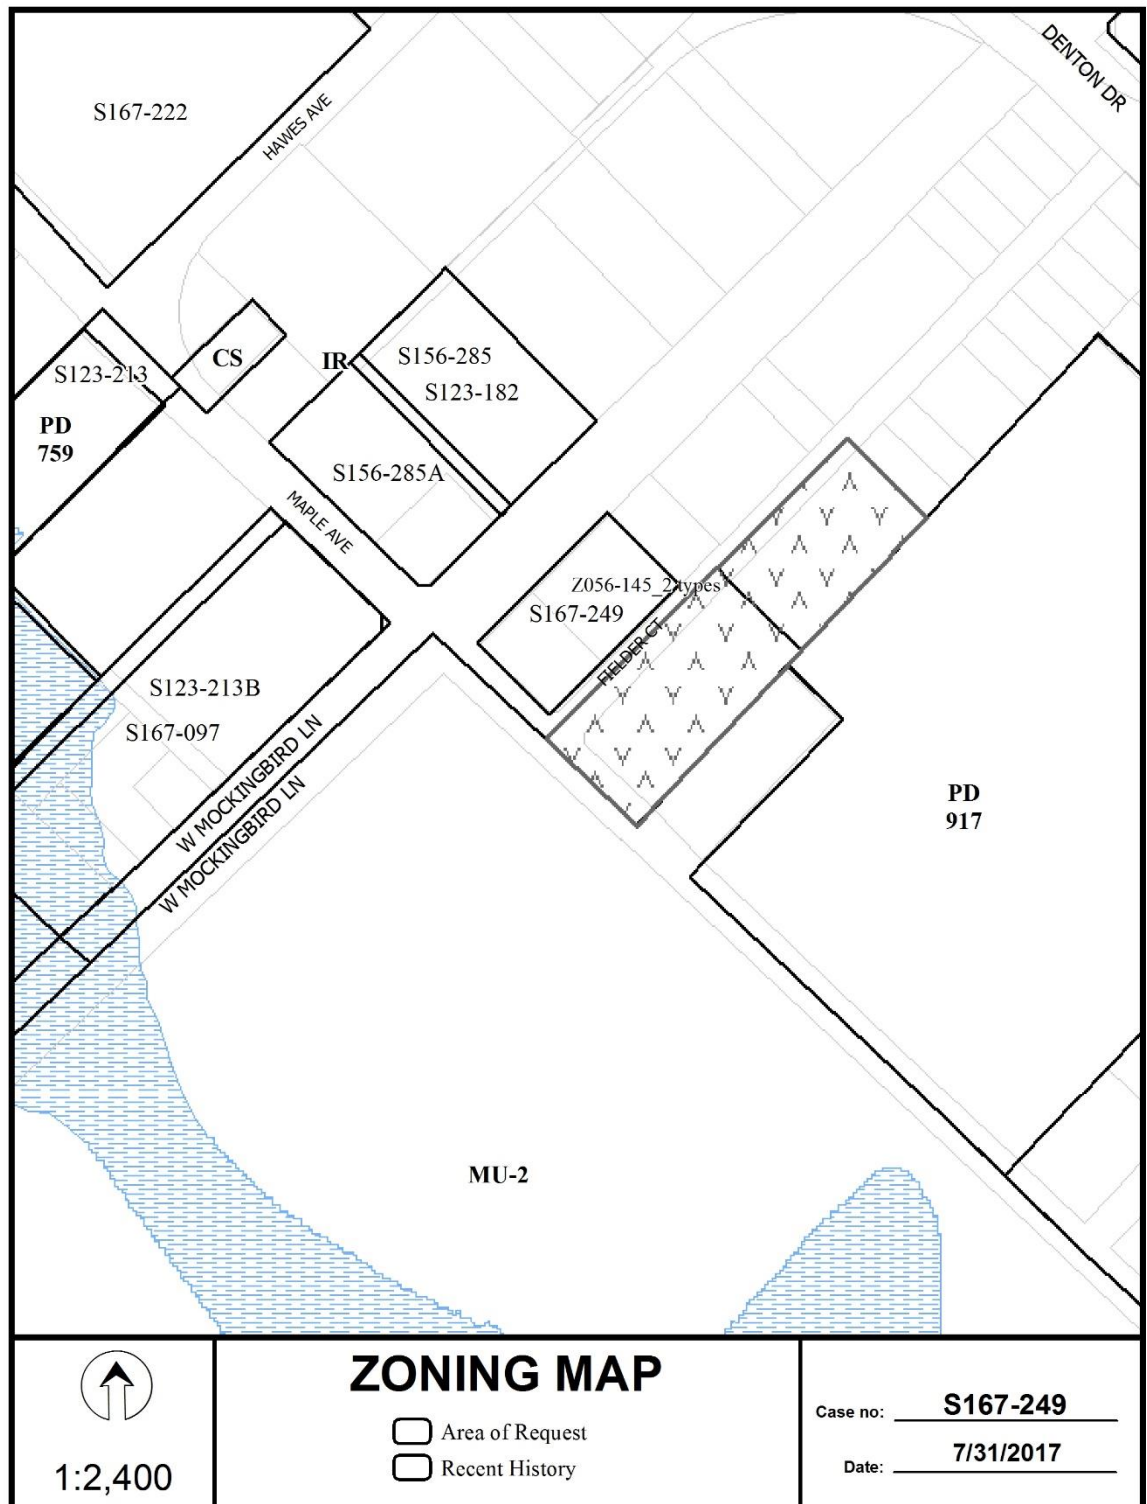 DENTON DR
S167-222
HAWES AVE
CS
IR
S156-285
S123-182
S123-213
PD
759
S156-285A
MAPLE AVE
Z056-145_2 types
S167-249
FIELDER CT
S123-213B
S167-097
W MOCKINGBIRD LN
W MOCKINGBIRD LN
PD
917
MU-2
1:2,400
ZONING MAP
Area of Request
Recent History
Case no: S167-249
Date: 7/31/2017